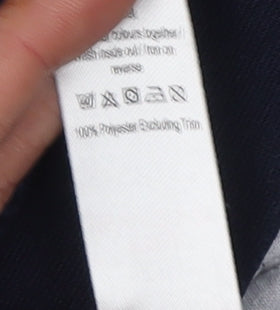 colours together /
wash inside out / Iron on
reverse
100% Polyester Excluding Trim